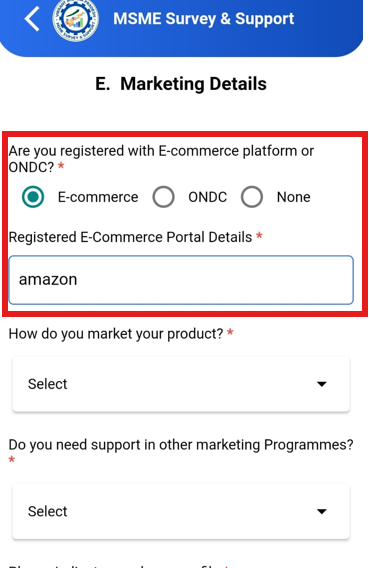 MSME Survey & Support
E. Marketing Details
Are you registered with E-commerce platform or
ONDC? *
E-commerce ONDC None
Registered E-Commerce Portal Details *
amazon
How do you market your product? *
Select
Do you need support in other marketing Programmes?
*
Select